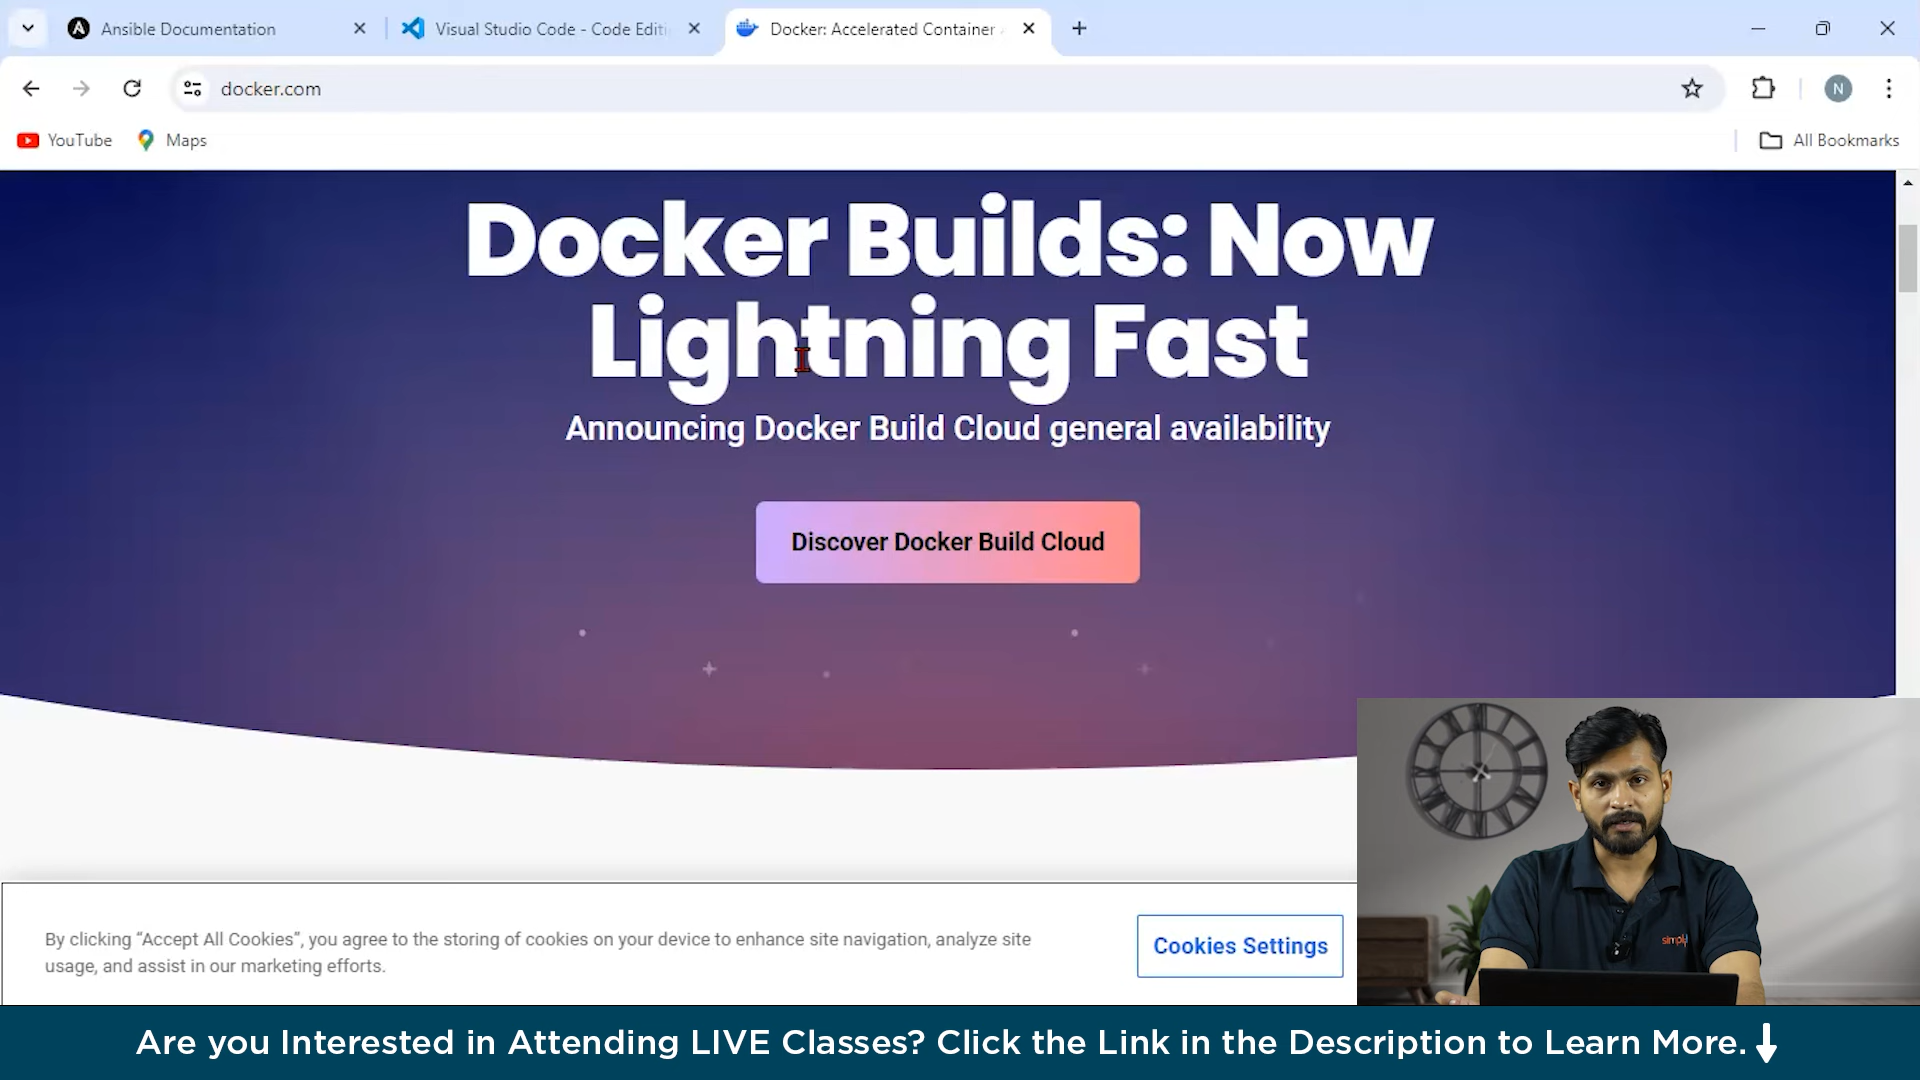 Ansible Documentation
Visual Studio Code - Code Editi
Docker: Accelerated Container
docker.com
N
YouTube
Maps
All Bookmarks
Docker Builds: Now
Lightning Fast
Announcing Docker Build Cloud general availability
Discover Docker Build Cloud
By clicking “Accept All Cookies”, you agree to the storing of cookies on your device to enhance site navigation, analyze site
usage, and assist in our marketing efforts.
Cookies Settings
simpli
Are you Interested in Attending LIVE Classes? Click the Link in the Description to Learn More.